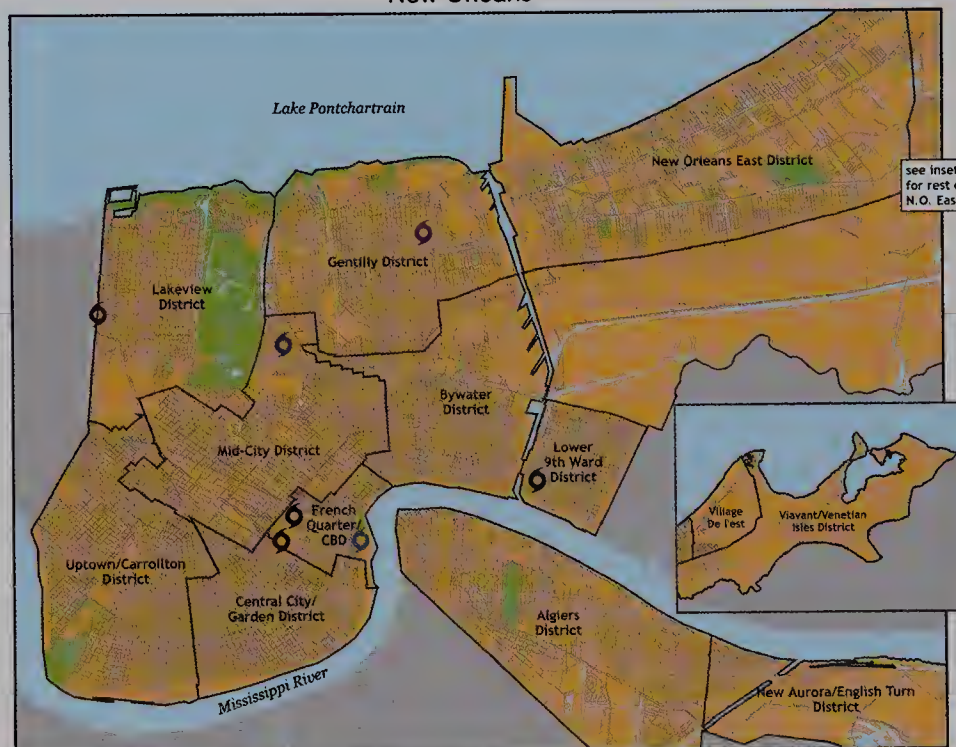 New Orleans
Lake Pontchartrain
New Orleans East District
see inset
for rest
N.O. Eas
Gentilly District
Lakeview
District
Bywater
District
Mid-City District
Lower
9th Ward
District
French
Quarter/
CBD
Village
De l'est
Viavant/Venetian
Isles District
Uptown/Carrollton
District
Central City/
Garden District
Algiers
District
Mississippi River
New Aurora/English Turn
District